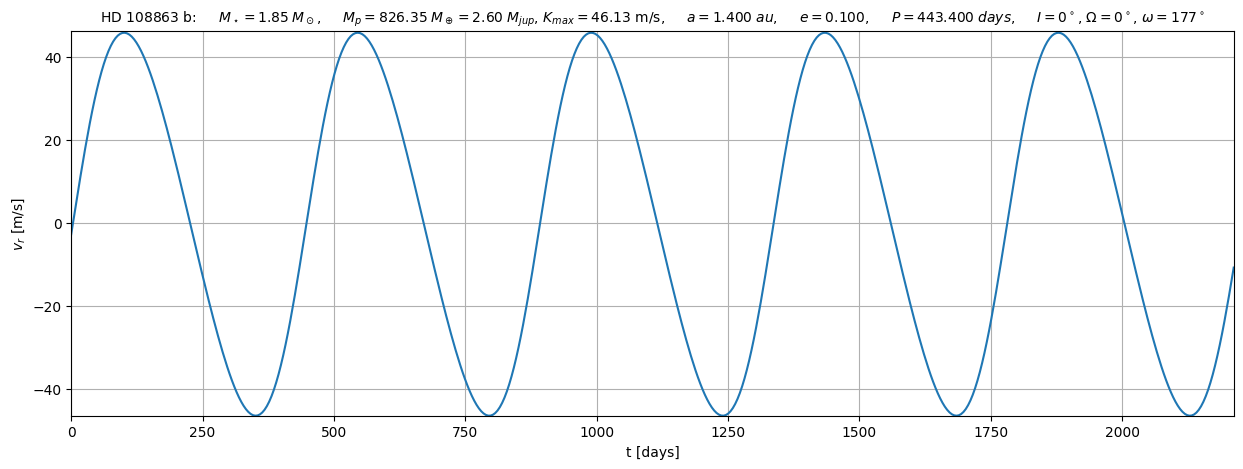 HD 108863 b: M⋆ = 1.85 M⊙, Mp = 826.35 M⊕ = 2.60 Mjup, Kmax = 46.13 m/s, a = 1.400 au, e = 0.100, P = 443.400 days, I = 0°, Ω = 0°, ω = 177°
40
20
0
−20
−40
vr [m/s]
0 250 500 750 1000 1250 1500 1750 2000
t [days]